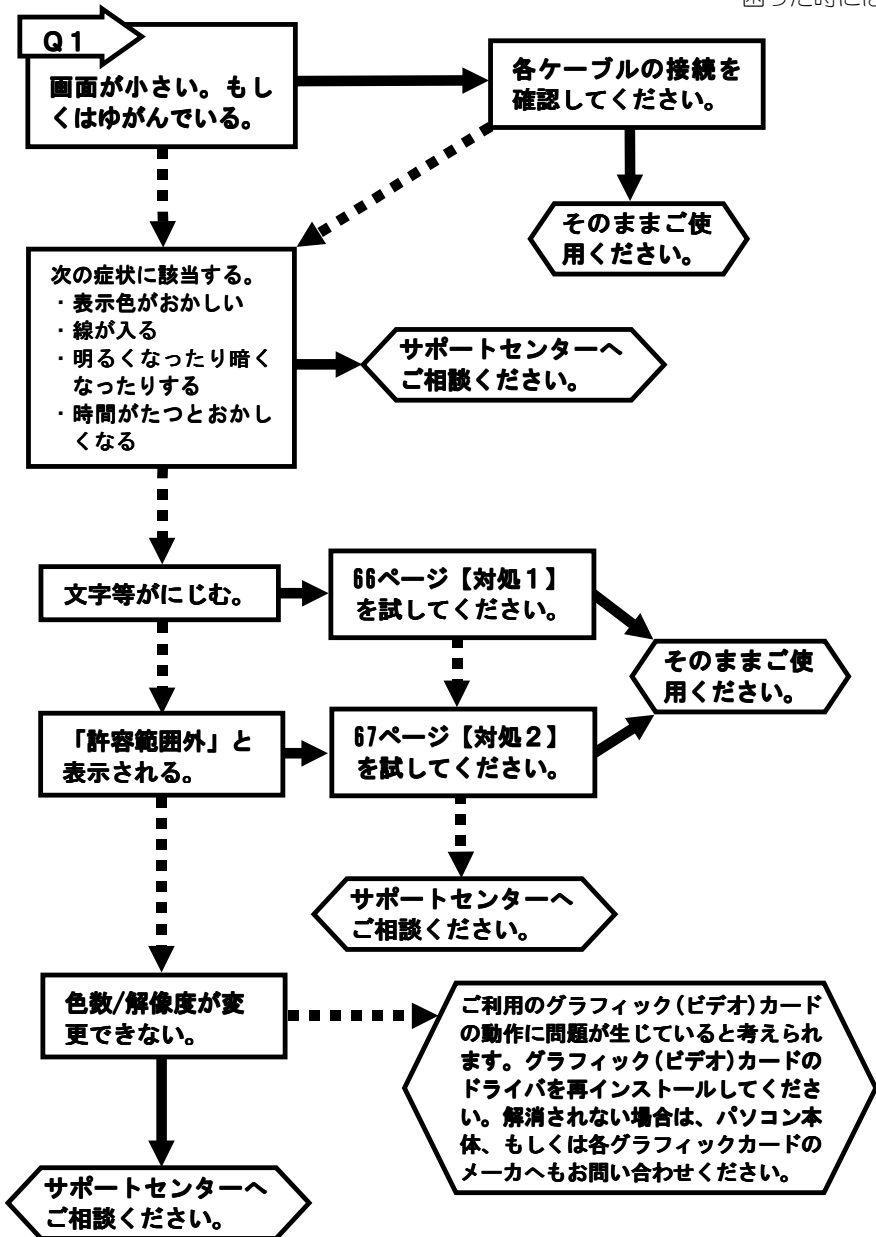 困った時には
Q1
画面が小さい。もし
くはゆがんでいる。
各ケーブルの接続を
確認してください。
そのままご使
用ください。
次の症状に該当する。
・表示色がおかしい
・線が入る
・明るくなったり暗く
なったりする
・時間がたつとおかし
くなる
サポートセンターへ
ご相談ください。
文字等がにじむ。
66ページ【対処1】
を試してください。
そのままご使
用ください。
「許容範囲外」と
表示される。
67ページ【対処2】
を試してください。
サポートセンターへ
ご相談ください。
色数/解像度が変
更できない。
ご利用のグラフィック(ビデオ)カード
の動作に問題が生じていると考えられ
ます。グラフィック(ビデオ)カードの
ドライバを再インストールしてくださ
い。解消されない場合は、パソコン本
体、もしくは各グラフィックカードの
メーカへもお問い合わせください。
サポートセンターへ
ご相談ください。